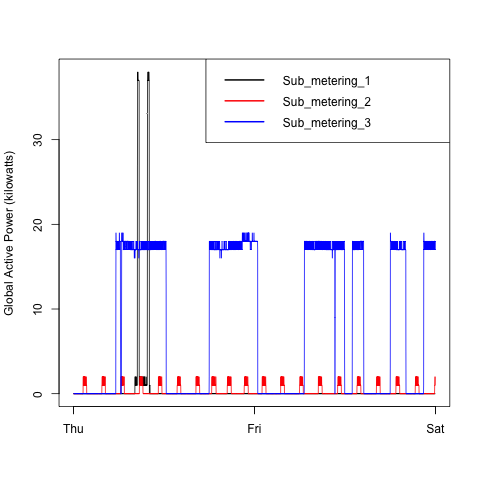 Sub_metering_1
Sub_metering_2
Sub_metering_3
Global Active Power (kilowatts)
30
20
10
0
Thu
Fri
Sat